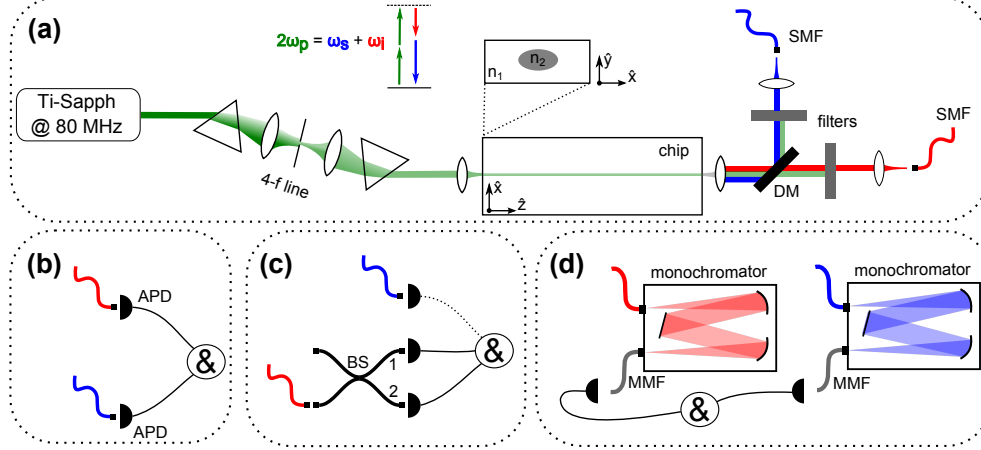 (a)
2ωp = ωs + ωi
Ti-Sapph
@ 80 MHz
4-f line
n1
n2
ŷ
x̂
chip
x̂
ẑ
SMF
filters
SMF
DM
(b)
APD
&
APD
(c)
BS
1
2
&
(d)
monochromator
monochromator
MMF
MMF
&